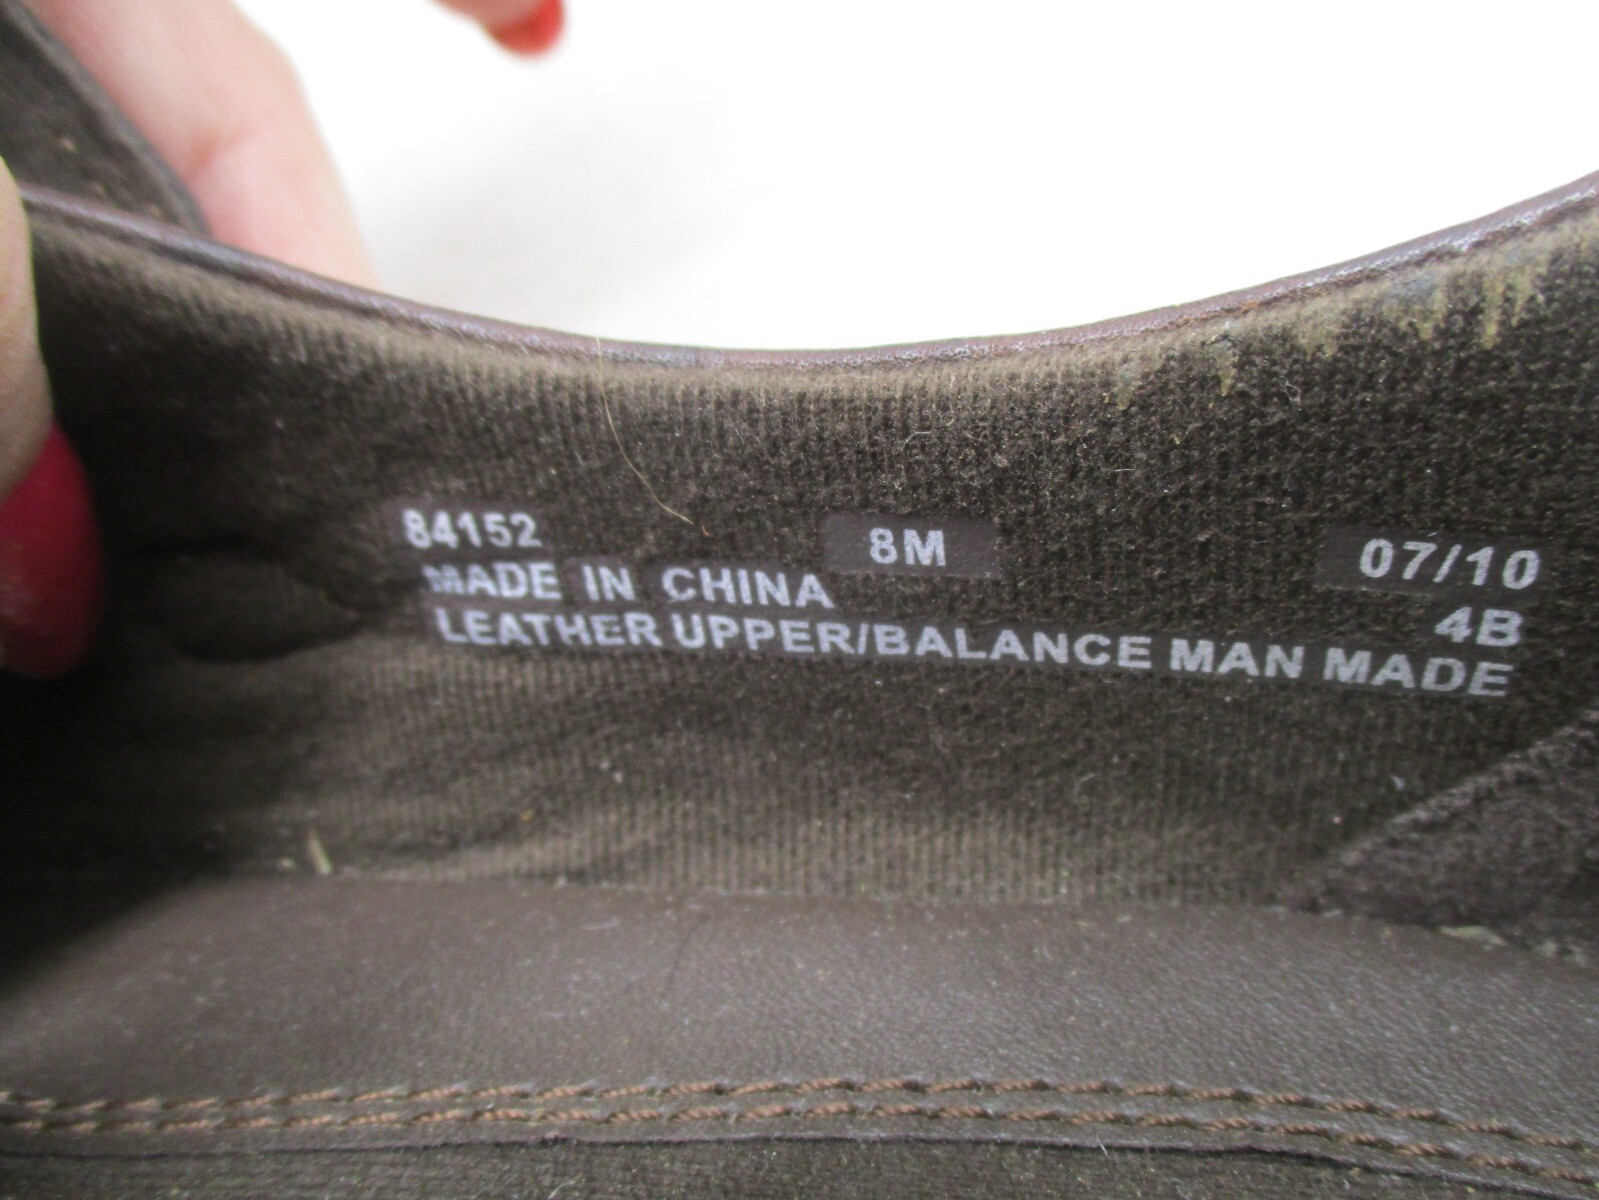 84152 8M 07/10
MADE IN CHINA 4B
LEATHER UPPER/BALANCE MAN MADE